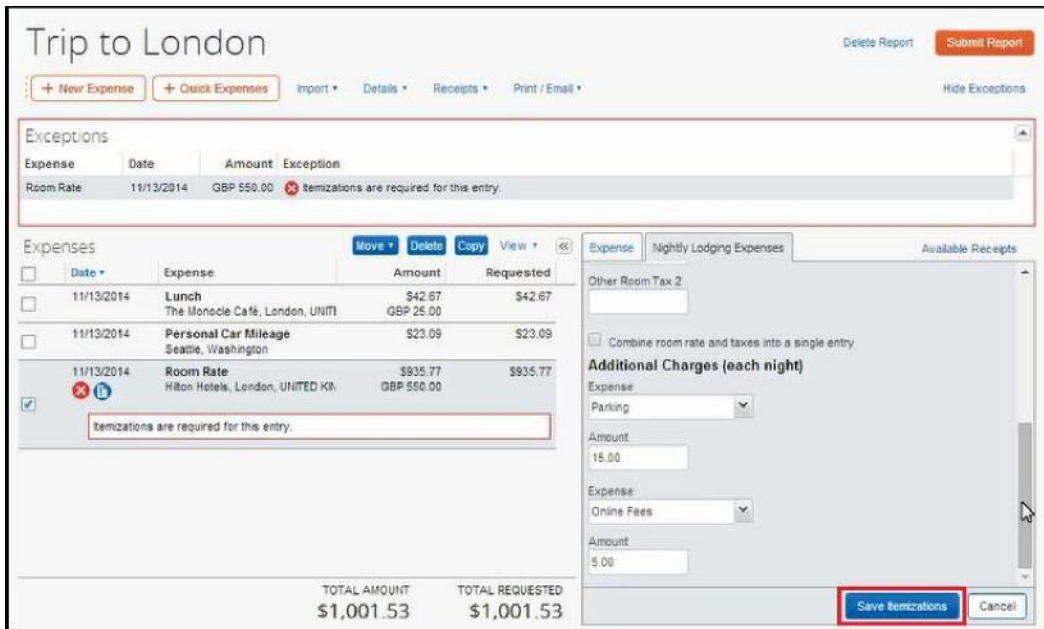 Trip to London
Delete Report
Submit Report
+ New Expense
+ Quick Expenses
Import
Details
Receipts
Print / Email
Hide Exceptions
Exceptions
Expense Date Amount Exception
Room Rate 11/13/2014 GBP 550.00 Itemizations are required for this entry.
Expenses
Move Delete Copy View
Date Expense Amount Requested
11/13/2014 Lunch $42.67 $42.67
The Monocle Café, London, UNITI GBP 25.00
11/13/2014 Personal Car Mileage $23.09 $23.09
Seattle, Washington
11/13/2014 Room Rate $935.77 $935.77
Hilton Hotels, London, UNITED KIN GBP 550.00
Itemizations are required for this entry.
TOTAL AMOUNT TOTAL REQUESTED
$1,001.53 $1,001.53
Expense Nightly Lodging Expenses Available Receipts
Other Room Tax 2
Combine room rate and taxes into a single entry
Additional Charges (each night)
Expense
Parking
Amount
15.00
Expense
Online Fees
Amount
5.00
Save Itemizations Cancel